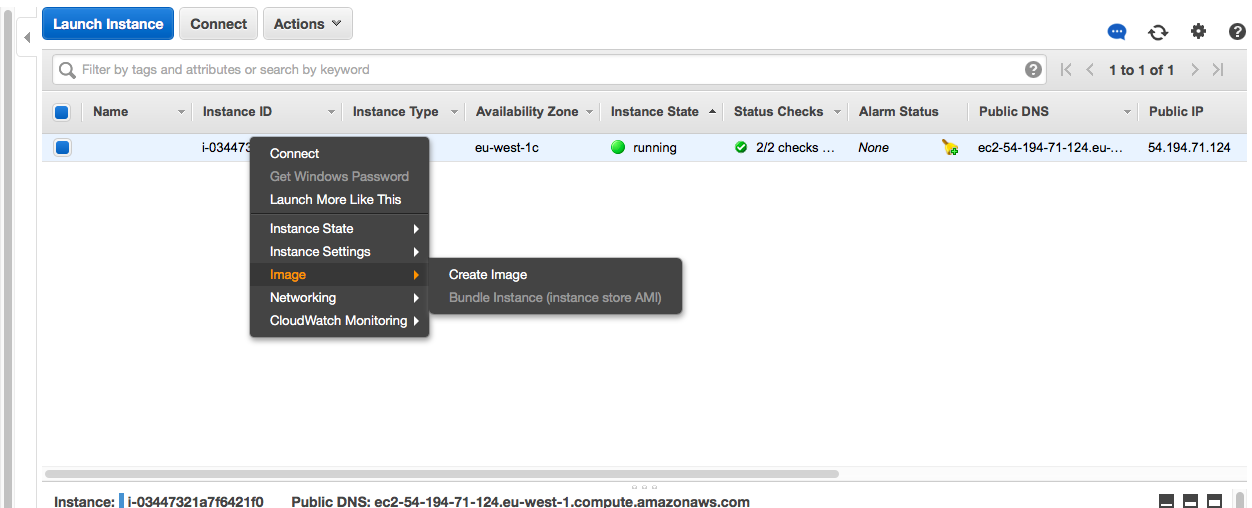 Launch Instance Connect Actions
Filter by tags and attributes or search by keyword ? 1 to 1 of 1
Name Instance ID Instance Type Availability Zone Instance State Status Checks Alarm Status Public DNS Public IP
i-03447 eu-west-1c running 2/2 checks ... None ec2-54-194-71-124.eu-... 54.194.71.124
Connect
Get Windows Password
Launch More Like This
Instance State
Instance Settings
Image
Create Image
Networking
Bundle Instance (instance store AMI)
CloudWatch Monitoring
Instance: i-03447321a7f6421f0 Public DNS: ec2-54-194-71-124.eu-west-1.compute.amazonaws.com